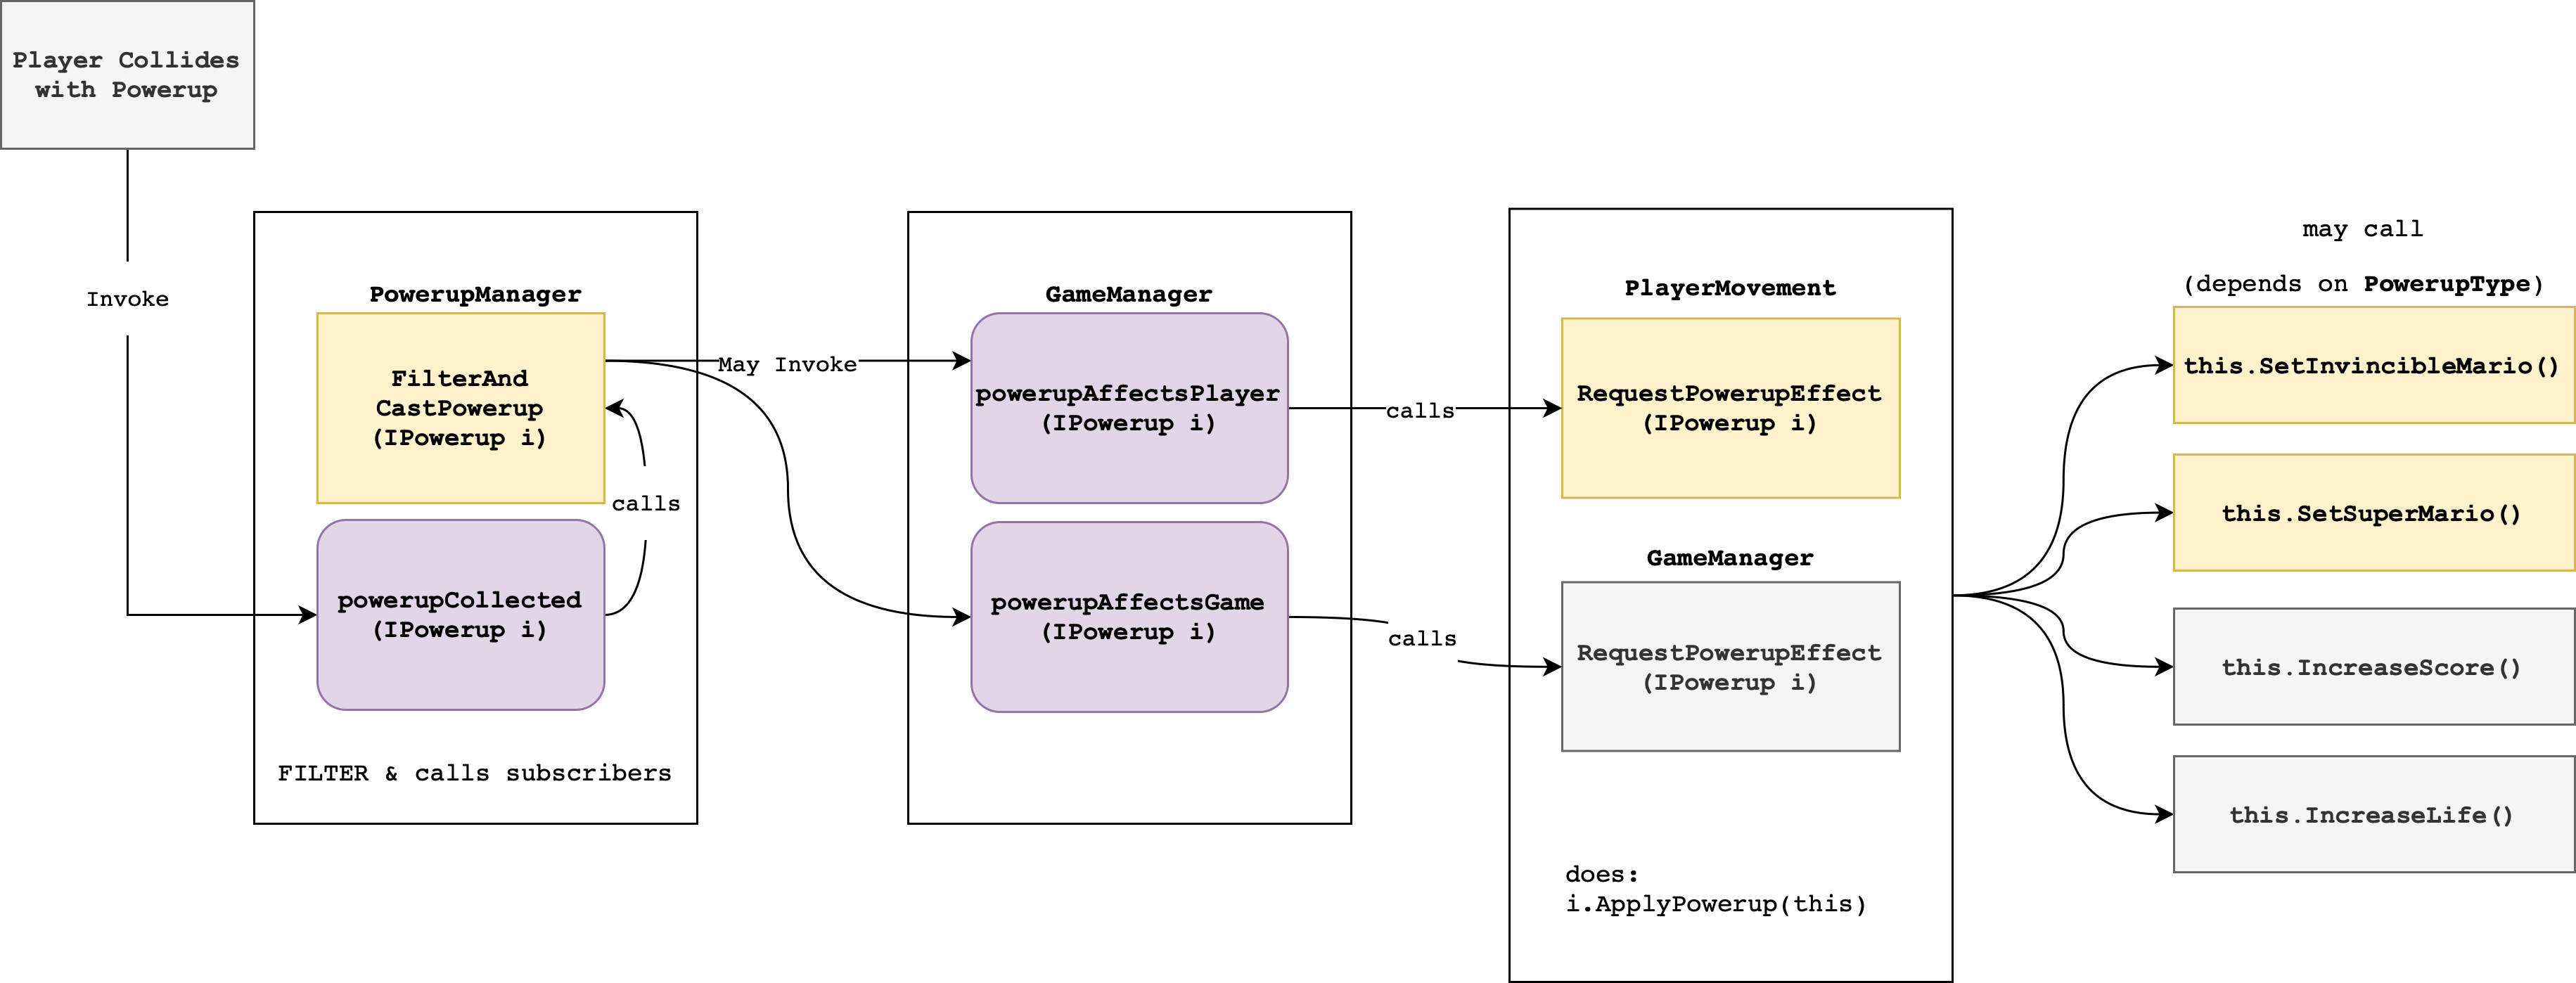 Player Collides
with Powerup
Invoke
PowerupManager
FilterAnd
CastPowerup
(IPowerup i)
calls
powerupCollected
(IPowerup i)
FILTER & calls subscribers
May Invoke
GameManager
powerupAffectsPlayer
(IPowerup i)
powerupAffectsGame
(IPowerup i)
calls
calls
PlayerMovement
RequestPowerupEffect
(IPowerup i)
GameManager
RequestPowerupEffect
(IPowerup i)
does:
i.ApplyPowerup(this)
may call
(depends on PowerupType)
this.SetInvincibleMario()
this.SetSuperMario()
this.IncreaseScore()
this.IncreaseLife()